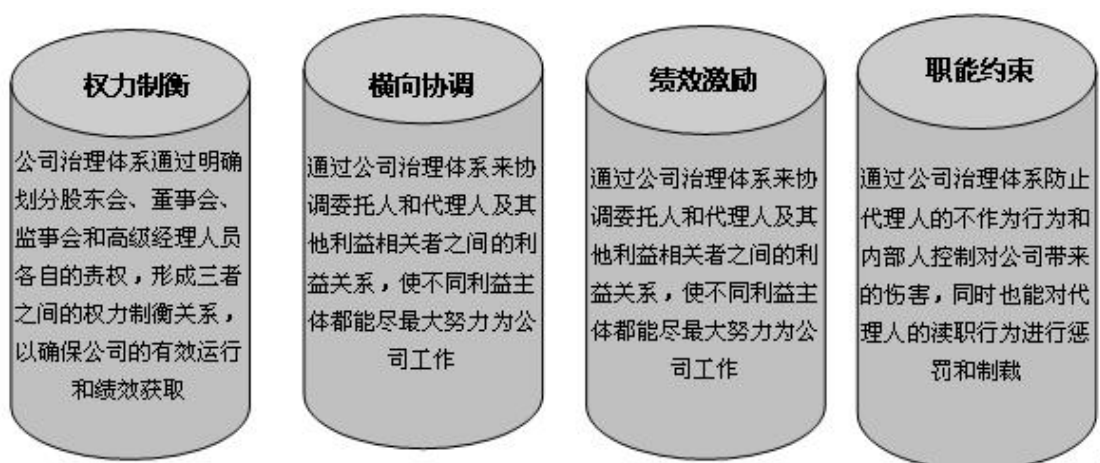 权力制衡
公司治理体系通过明确
划分股东会、董事会、
监事会和高级经理人员
各自的责权，形成三者
之间的权力制衡关系，
以确保公司的有效运行
和绩效获取
横向协调
通过公司治理体系来协
调委托人和代理人及其
他利益相关者之间的利
益关系，使不同利益主
体都能尽最大努力为公
司工作
绩效激励
通过公司治理体系来协
调委托人和代理人及其
他利益相关者之间的利
益关系，使不同利益主
体都能尽最大努力为公
司工作
职能约束
通过公司治理体系防止
代理人的不作为行为和
内部人控制对公司带来
的伤害，同时也能对代
理人的渎职行为进行惩
罚和制裁